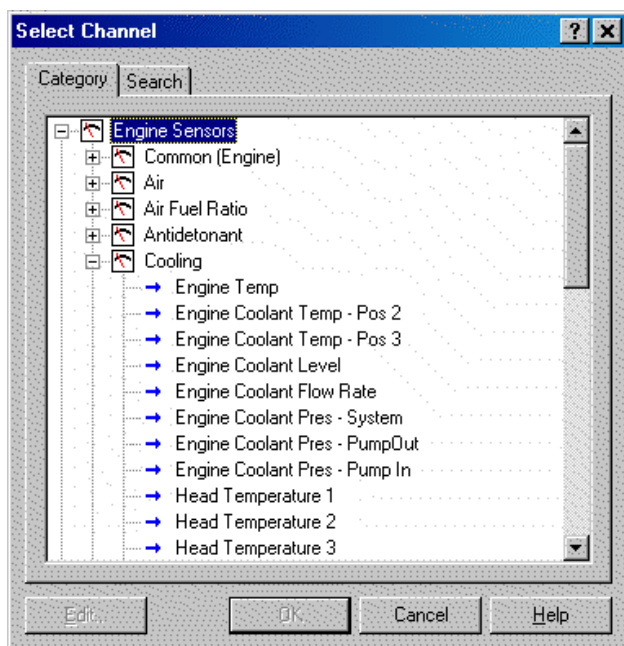 Select Channel
Category Search
Engine Sensors
Common (Engine)
Air
Air Fuel Ratio
Antidetonant
Cooling
Engine Temp
Engine Coolant Temp - Pos 2
Engine Coolant Temp - Pos 3
Engine Coolant Level
Engine Coolant Flow Rate
Engine Coolant Pres - System
Engine Coolant Pres - PumpOut
Engine Coolant Pres - Pump In
Head Temperature 1
Head Temperature 2
Head Temperature 3
Edit... OK Cancel Help